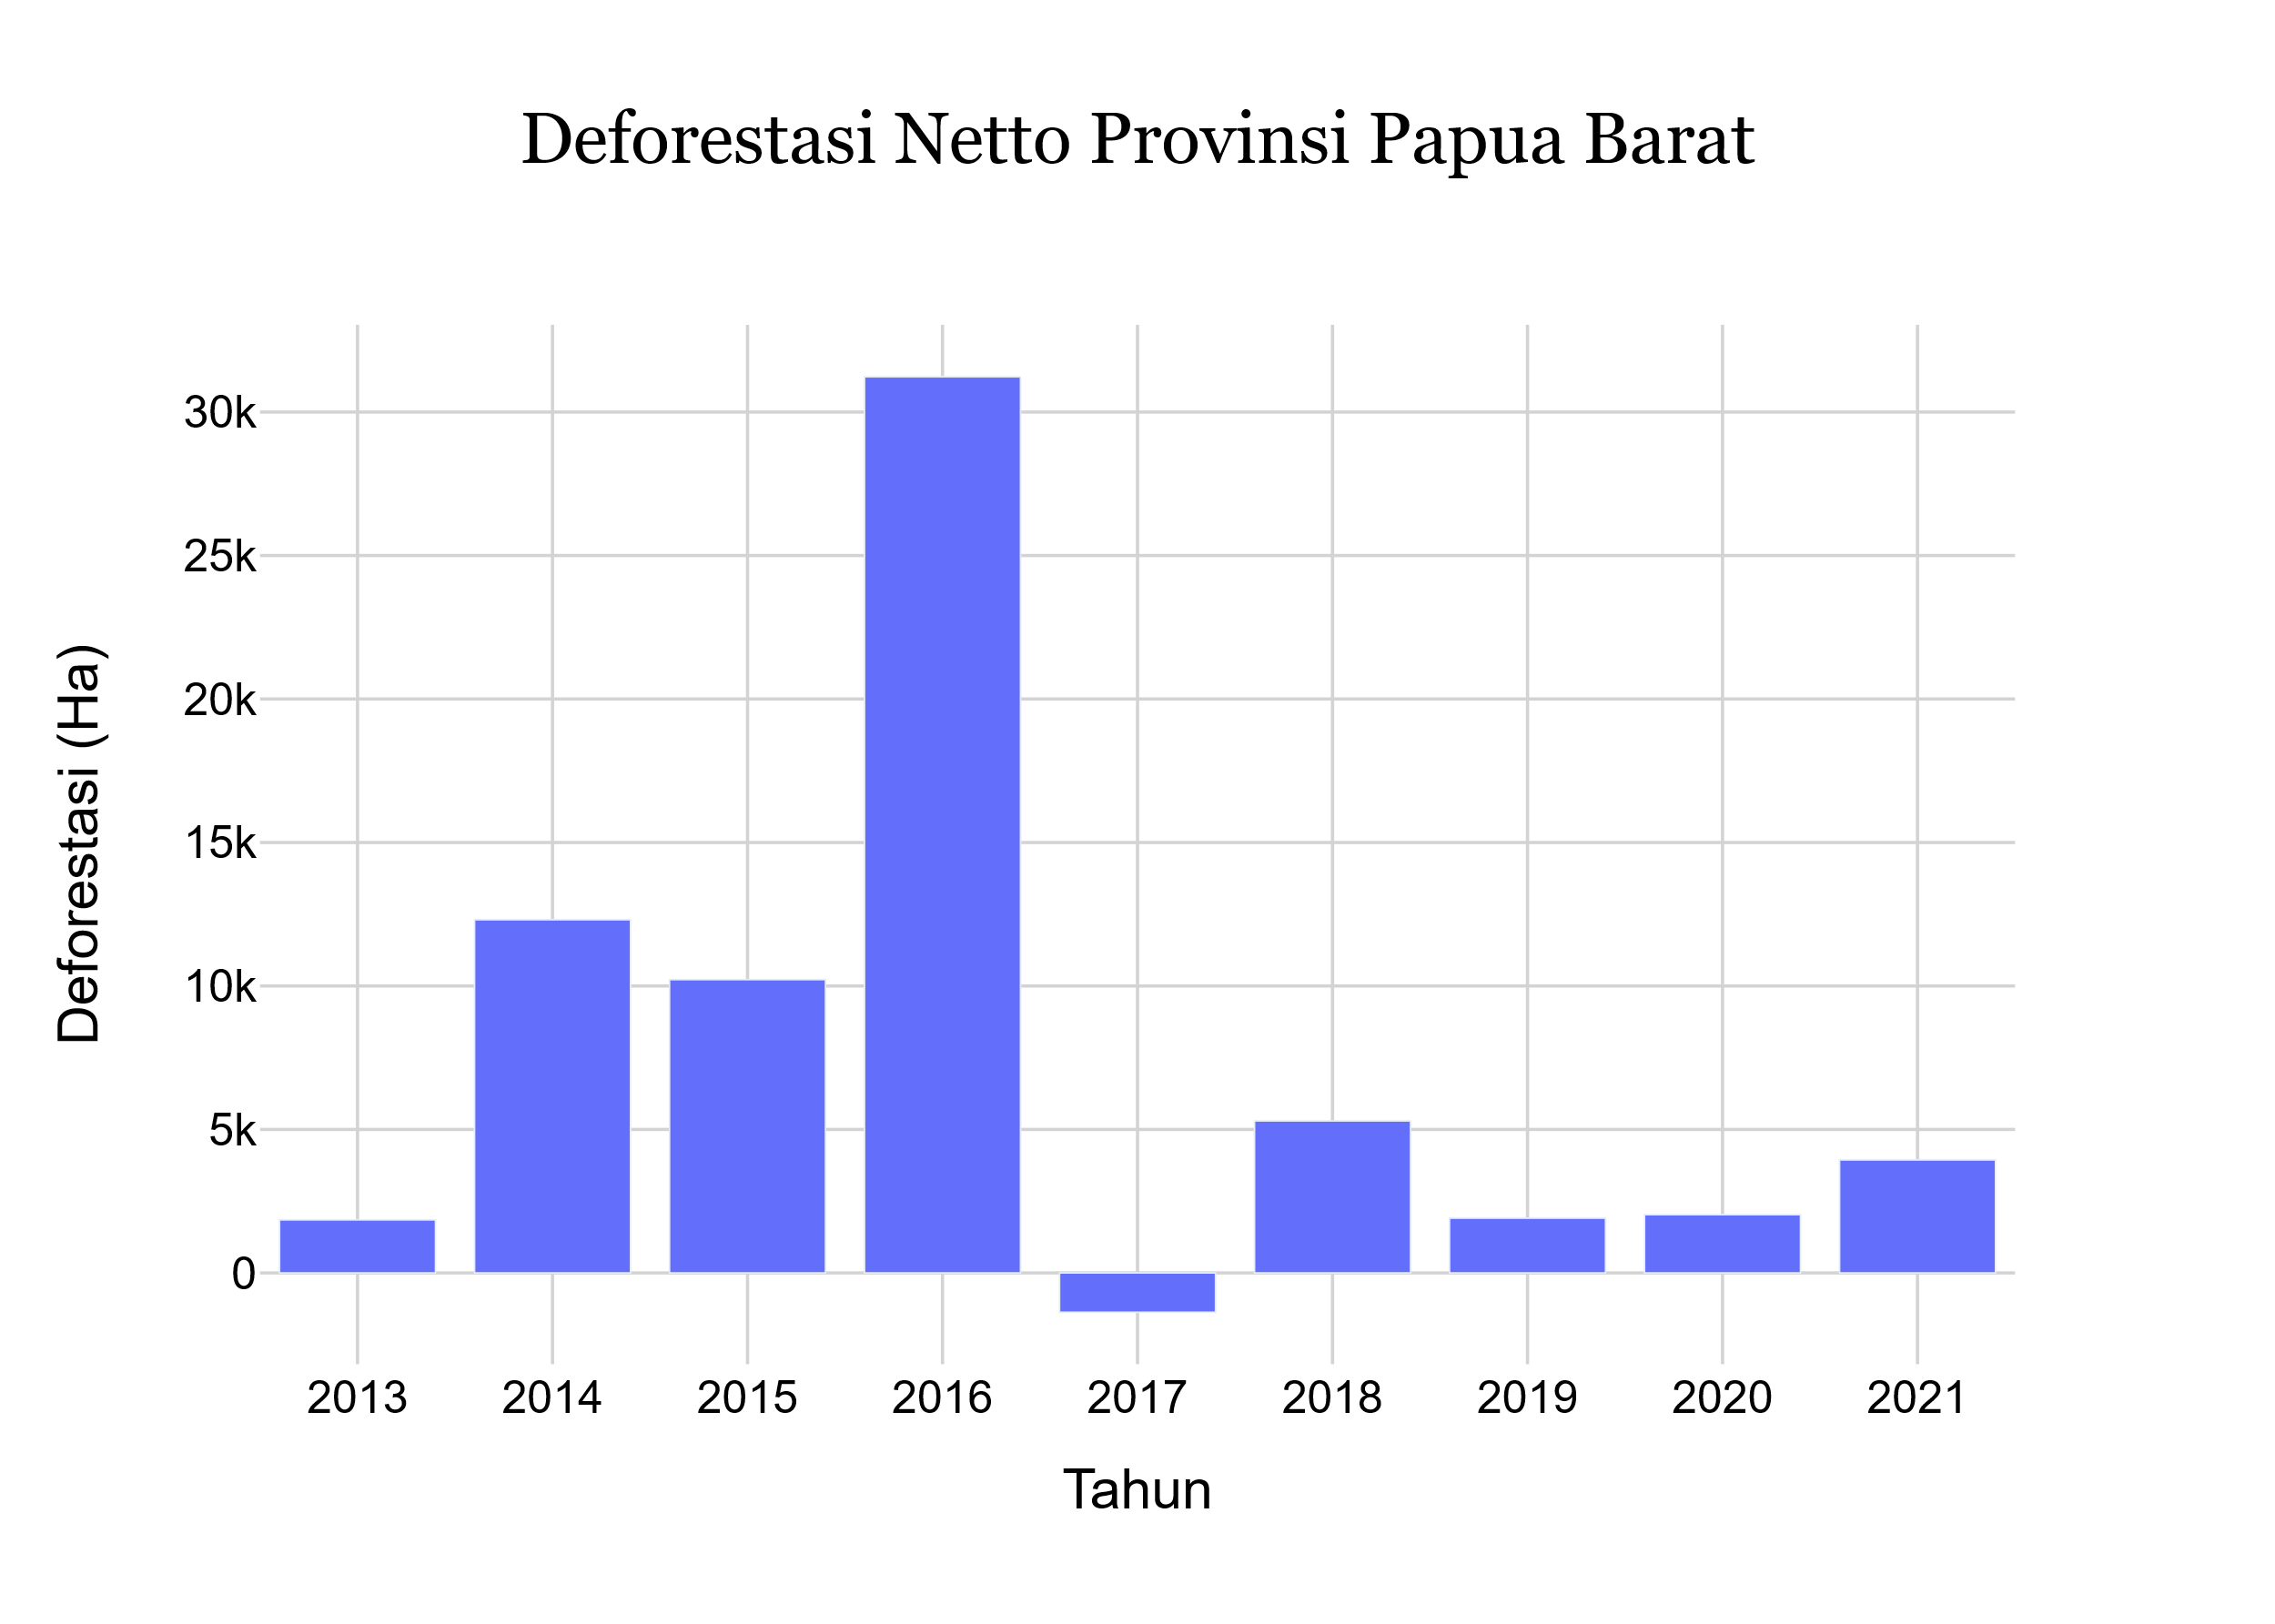 Deforestasi Netto Provinsi Papua Barat
Deforestasi (Ha)
30k
25k
20k
15k
10k
5k
0
2013 2014 2015 2016 2017 2018 2019 2020 2021
Tahun